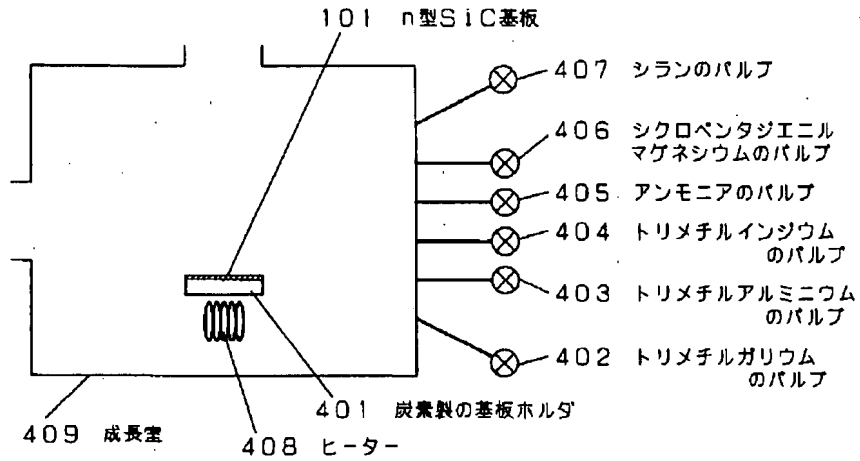 101 n型SiC基板
407 シランのバルブ
406 シクロペンタジエニル
マグネシウムのバルブ
405 アンモニアのバルブ
404 トリメチルインジウム
のバルブ
403 トリメチルアルミニウム
のバルブ
402 トリメチルガリウム
のバルブ
401 炭素製の基板ホルダ
409 成長室
408 ヒーター